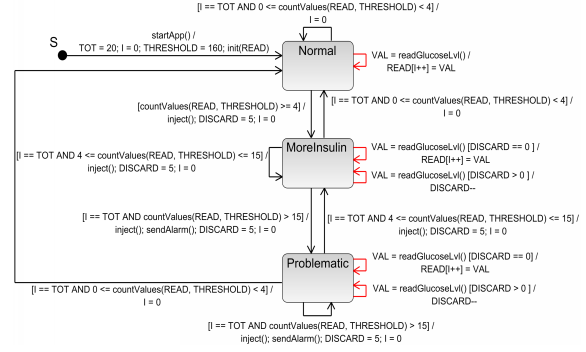 [I == TOT AND 0 <= countValues(READ, THRESHOLD) < 4] /
I = 0
startApp() /
S
TOT = 20; I = 0; THRESHOLD = 160; init(READ)
Normal
VAL = readGlucoseLvl() /
READ[I++] = VAL
[countValues(READ, THRESHOLD) >= 4] /
inject(); DISCARD = 5; I = 0
[I == TOT AND 0 <= countValues(READ, THRESHOLD) < 4] /
I = 0
[I == TOT AND 4 <= countValues(READ, THRESHOLD) <= 15] /
inject(); DISCARD = 5; I = 0
MoreInsulin
VAL = readGlucoseLvl() [DISCARD == 0 ] /
READ[I++] = VAL
VAL = readGlucoseLvl() [DISCARD > 0 ] /
DISCARD--
[I == TOT AND countValues(READ, THRESHOLD) > 15] /
inject(); sendAlarm(); DISCARD = 5; I = 0
[I == TOT AND 4 <= countValues(READ, THRESHOLD) <= 15] /
inject(); DISCARD = 5; I = 0
Problematic
VAL = readGlucoseLvl() [DISCARD == 0] /
READ[I++] = VAL
VAL = readGlucoseLvl() [DISCARD > 0 ] /
DISCARD--
[I == TOT AND 0 <= countValues(READ, THRESHOLD) < 4] /
I = 0
[I == TOT AND countValues(READ, THRESHOLD) > 15] /
inject(); sendAlarm(); DISCARD = 5; I = 0